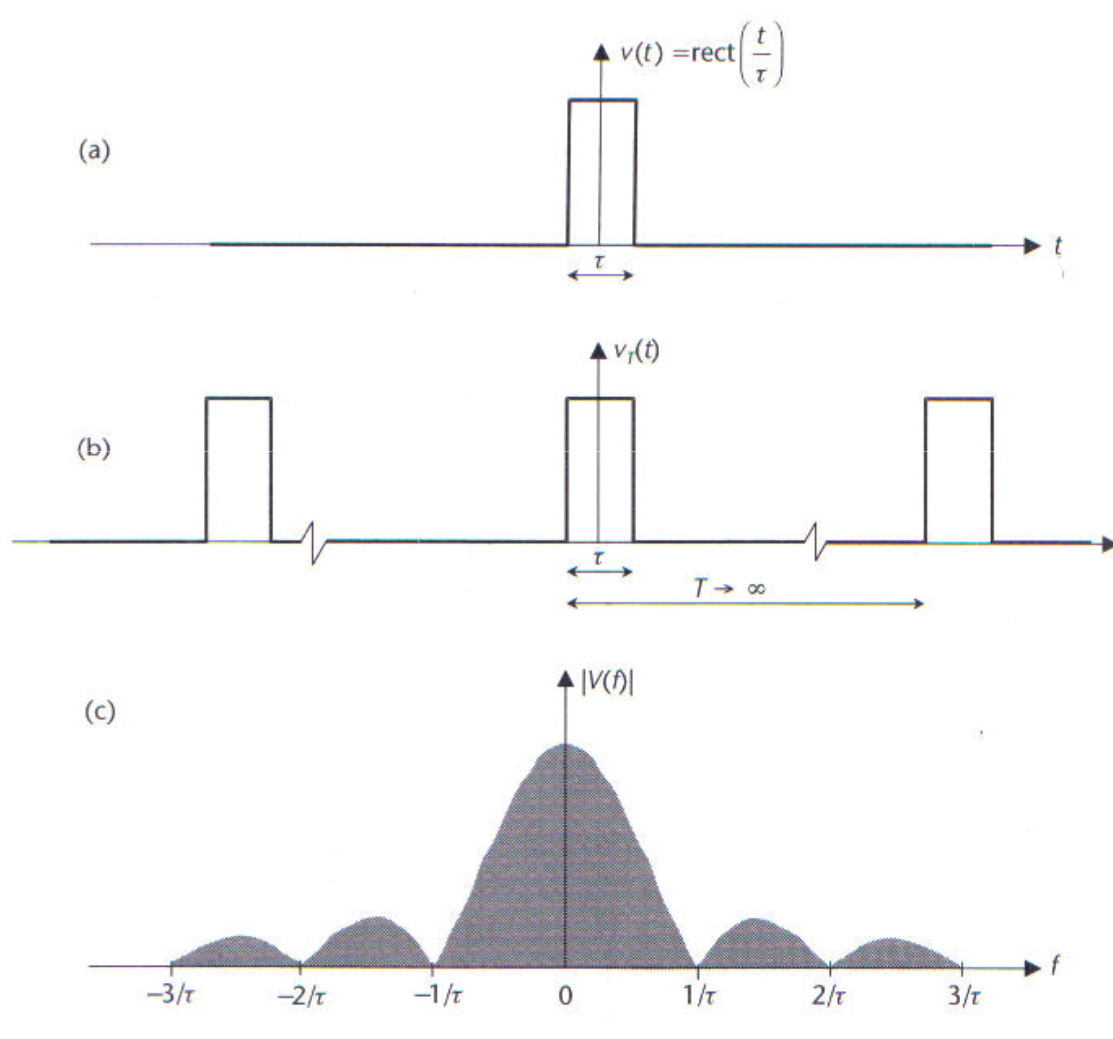 v(t) =rect(t/τ)
(a)
t
τ
v_T(t)
(b)
τ
T → ∞
|V(f)|
(c)
f
−3/τ −2/τ −1/τ 0 1/τ 2/τ 3/τ